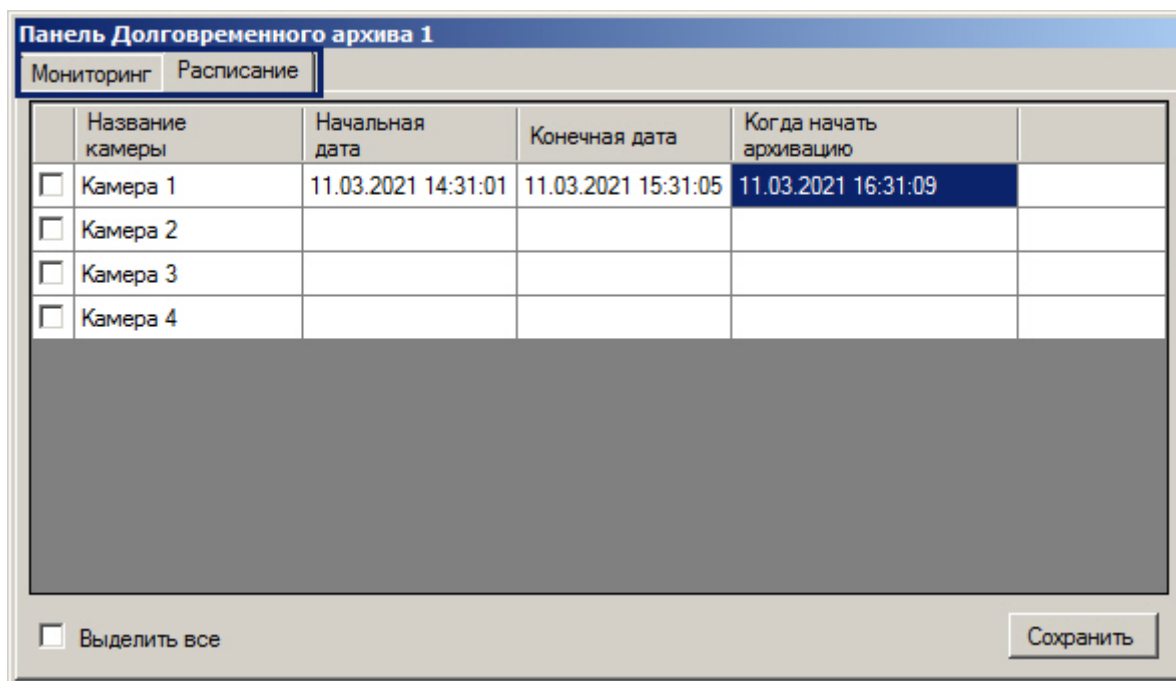 Панель Долговременного архива 1
Мониторинг Расписание
Название камеры Начальная дата Конечная дата Когда начать архивацию
Камера 1 11.03.2021 14:31:01 11.03.2021 15:31:05 11.03.2021 16:31:09
Камера 2
Камера 3
Камера 4
Выделить все Сохранить